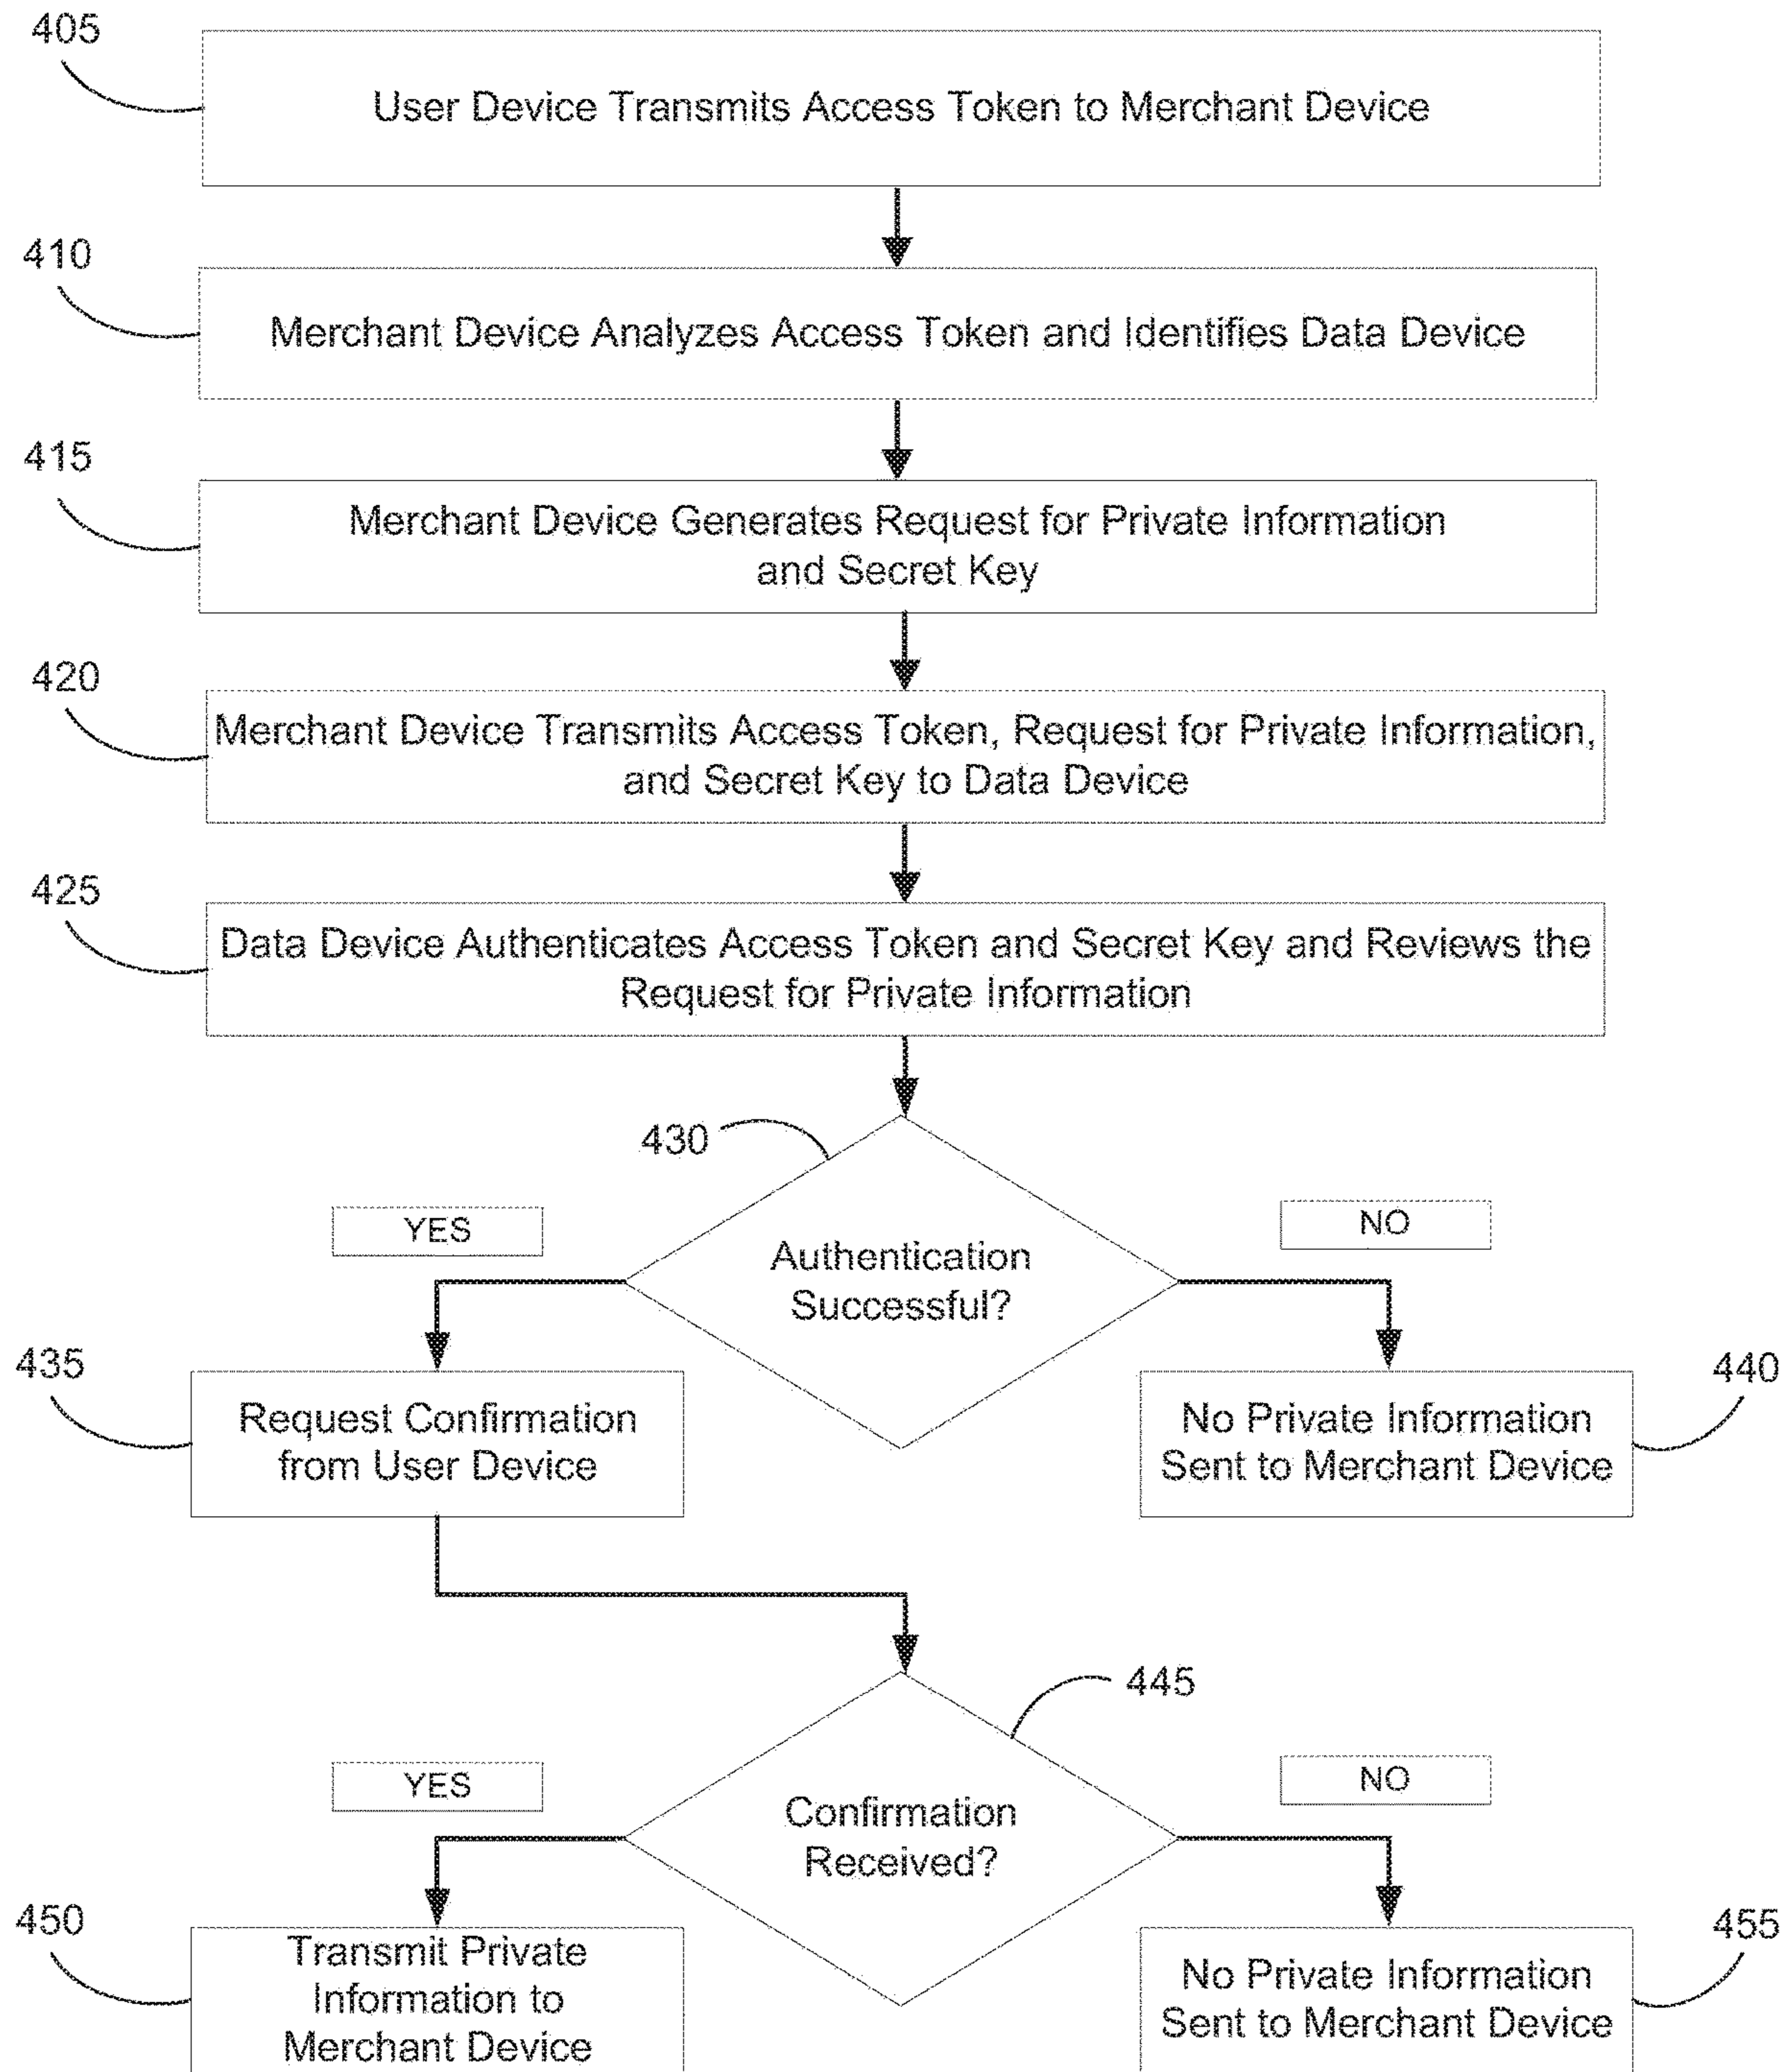 405
User Device Transmits Access Token to Merchant Device
410
Merchant Device Analyzes Access Token and Identifies Data Device
415
Merchant Device Generates Request for Private Information
and Secret Key
420
Merchant Device Transmits Access Token, Request for Private Information,
and Secret Key to Data Device
425
Data Device Authenticates Access Token and Secret Key and Reviews the
Request for Private Information
430
YES
NO
Authentication
Successful?
435
Request Confirmation
from User Device
440
No Private Information
Sent to Merchant Device
445
YES
NO
Confirmation
Received?
450
Transmit Private
Information to
Merchant Device
455
No Private Information
Sent to Merchant Device